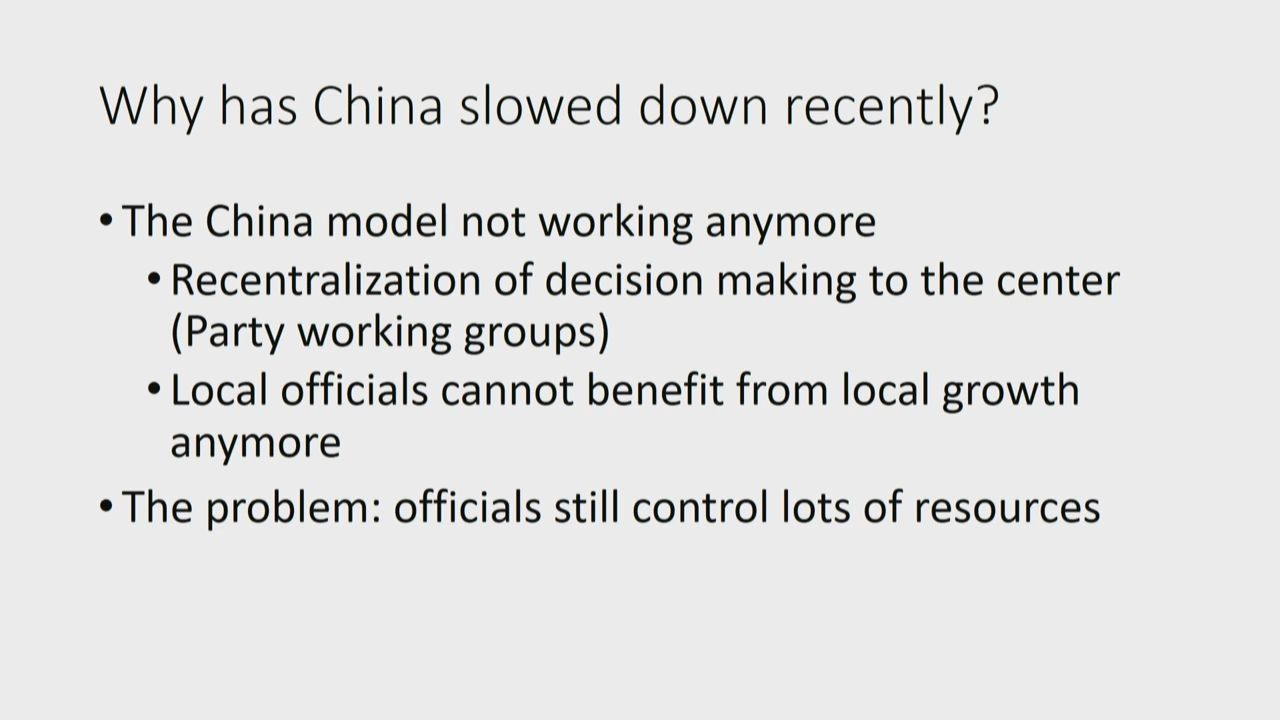 Why has China slowed down recently?
• The China model not working anymore
• Recentralization of decision making to the center
(Party working groups)
• Local officials cannot benefit from local growth
anymore
• The problem: officials still control lots of resources